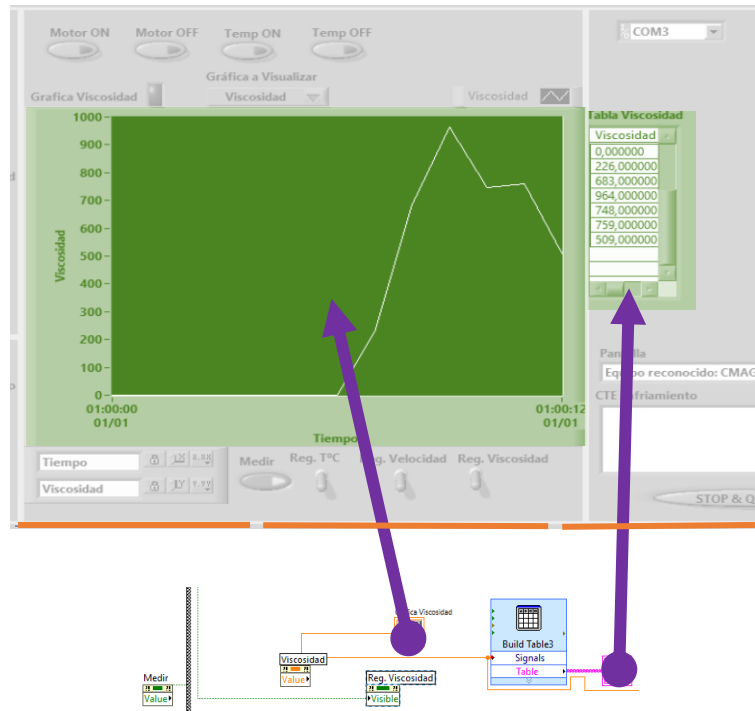 Motor ON Motor OFF Temp ON Temp OFF
COM3
Gráfica a Visualizar
Grafica Viscosidad Viscosidad Viscosidad
Tabla Viscosidad
Viscosidad
0,000000
226,000000
683,000000
964,000000
748,000000
759,000000
509,000000
1000
900
800
700
600
500
400
300
200
100
0
Viscosidad
01:00:00
01/01
01:00:12
01/01
Tiempo
Equipo reconocido: CMAG
CTE
Tiempo
Viscosidad
Medir Reg. TºC Reg. Velocidad Reg. Viscosidad
STOP & Q
Viscosidad
Build Table3
Viscosidad
Value
Signals
Table
Medir
Value
Reg. Viscosidad
Visible